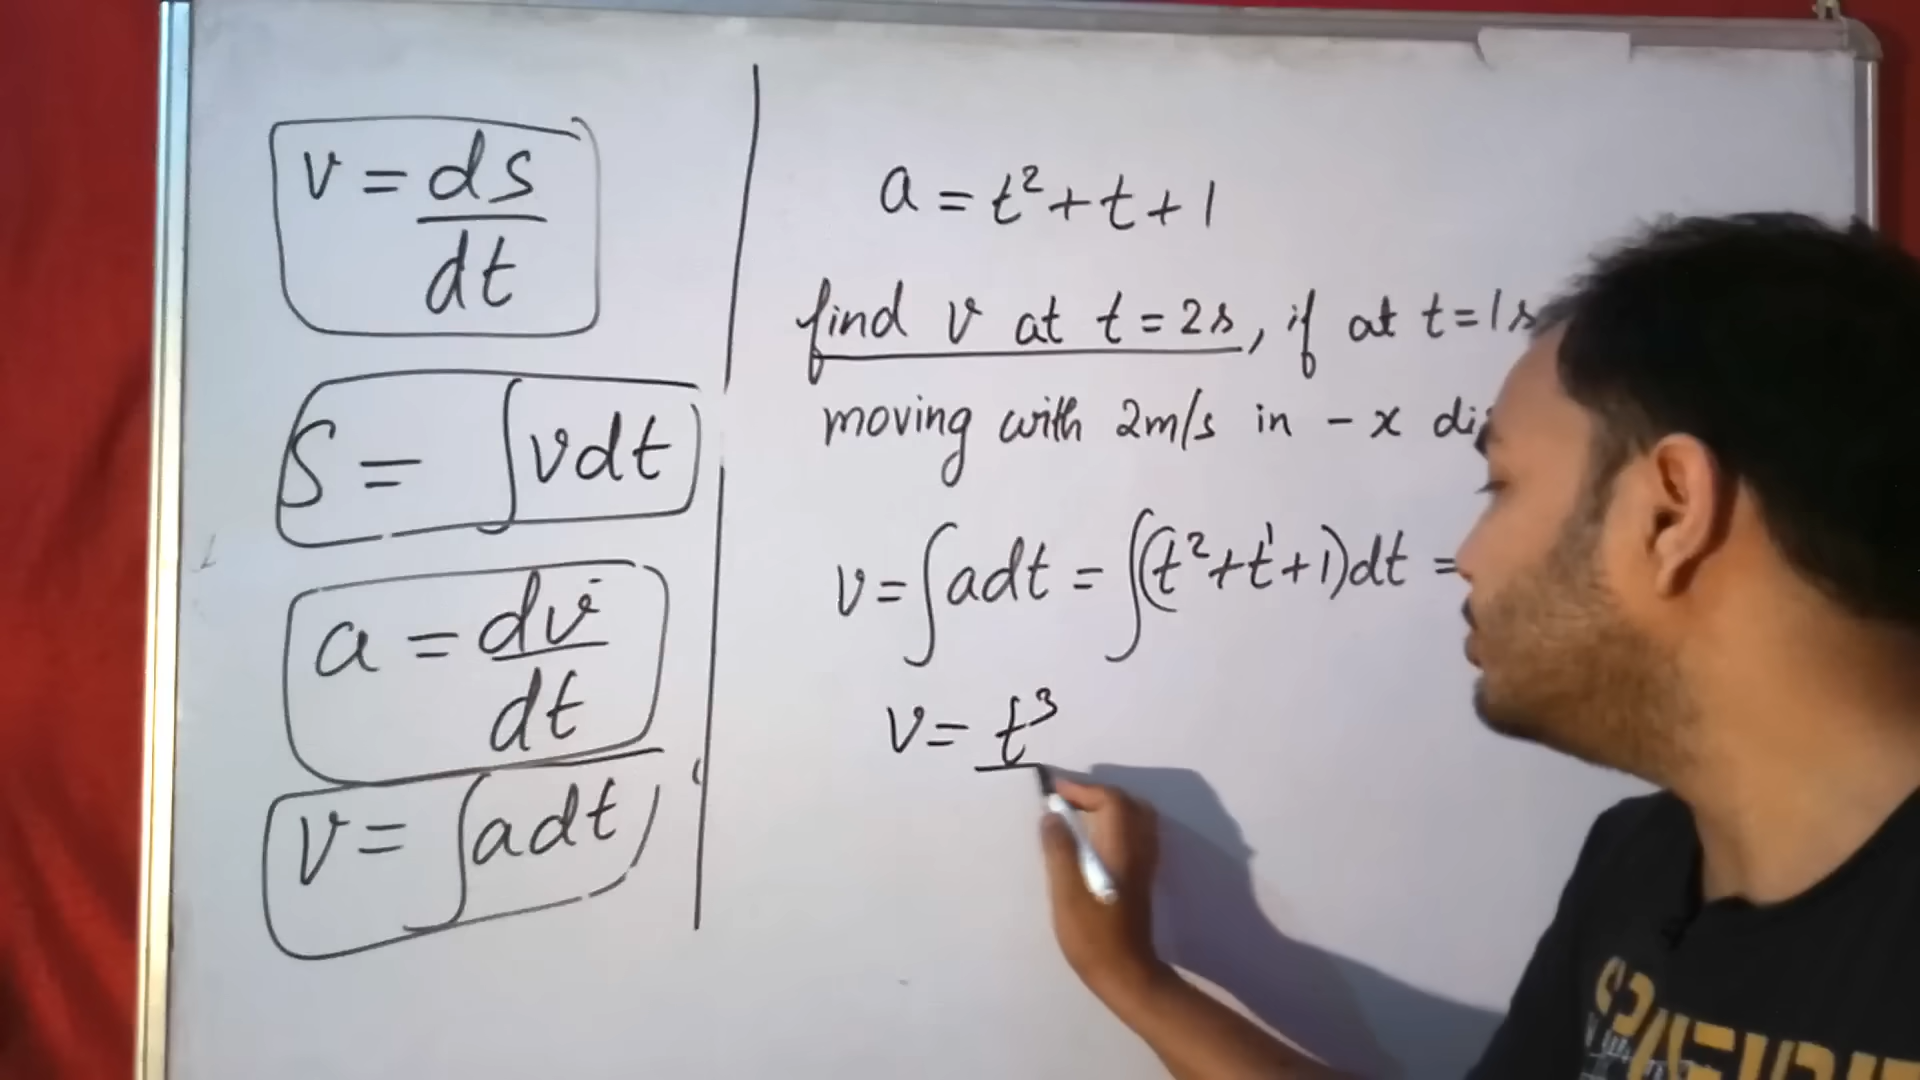 v = ds
dt
S = ∫vdt
a = dv
dt
v = ∫adt
a = t² + t + 1
find v at t = 2s, if at t = 1s
moving with 2m/s in - x
v = ∫adt = ∫(t² + t¹ + 1)dt =
v = t³